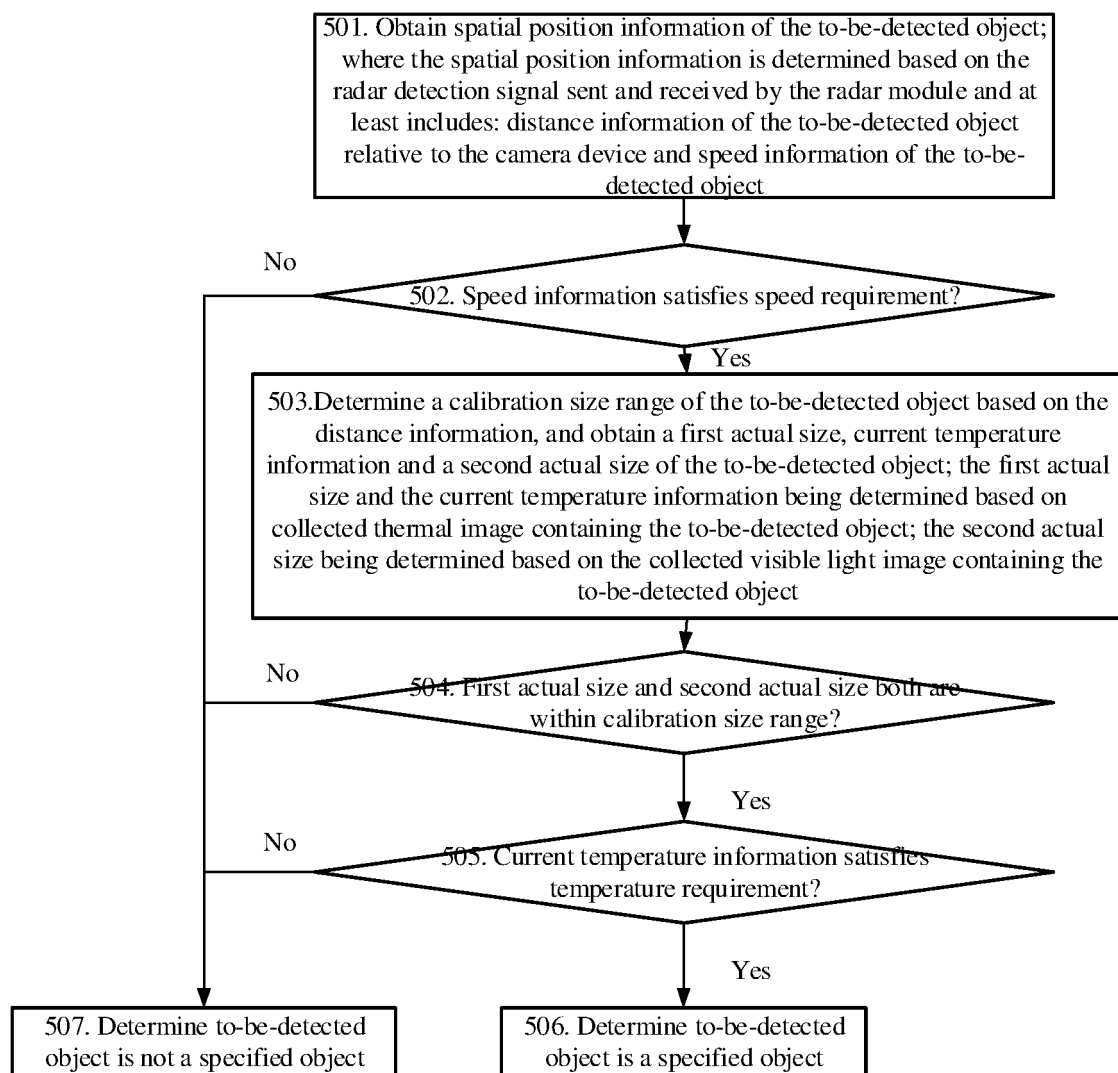 501. Obtain spatial position information of the to-be-detected object;
where the spatial position information is determined based on the
radar detection signal sent and received by the radar module and at
least includes: distance information of the to-be-detected object
relative to the camera device and speed information of the to-be-
detected object
No
502. Speed information satisfies speed requirement?
Yes
503.Determine a calibration size range of the to-be-detected object based on the
distance information, and obtain a first actual size, current temperature
information and a second actual size of the to-be-detected object; the first actual
size and the current temperature information being determined based on
collected thermal image containing the to-be-detected object; the second actual
size being determined based on the collected visible light image containing the
to-be-detected object
No
504. First actual size and second actual size both are
within calibration size range?
Yes
No
505. Current temperature information satisfies
temperature requirement?
Yes
507. Determine to-be-detected
object is not a specified object
506. Determine to-be-detected
object is a specified object